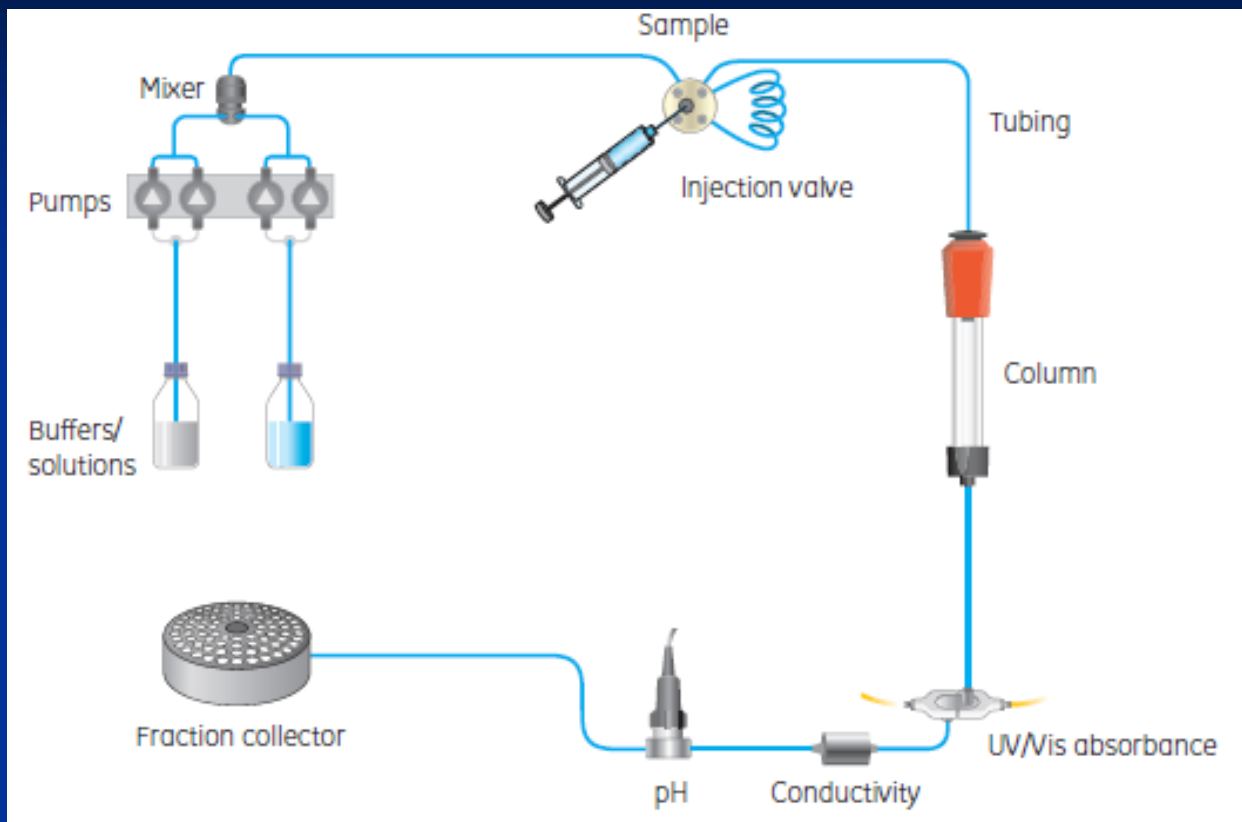 Sample
Mixer
Tubing
Pumps
Injection valve
Column
Buffers/
solutions
Fraction collector
UV/Vis absorbance
pH
Conductivity